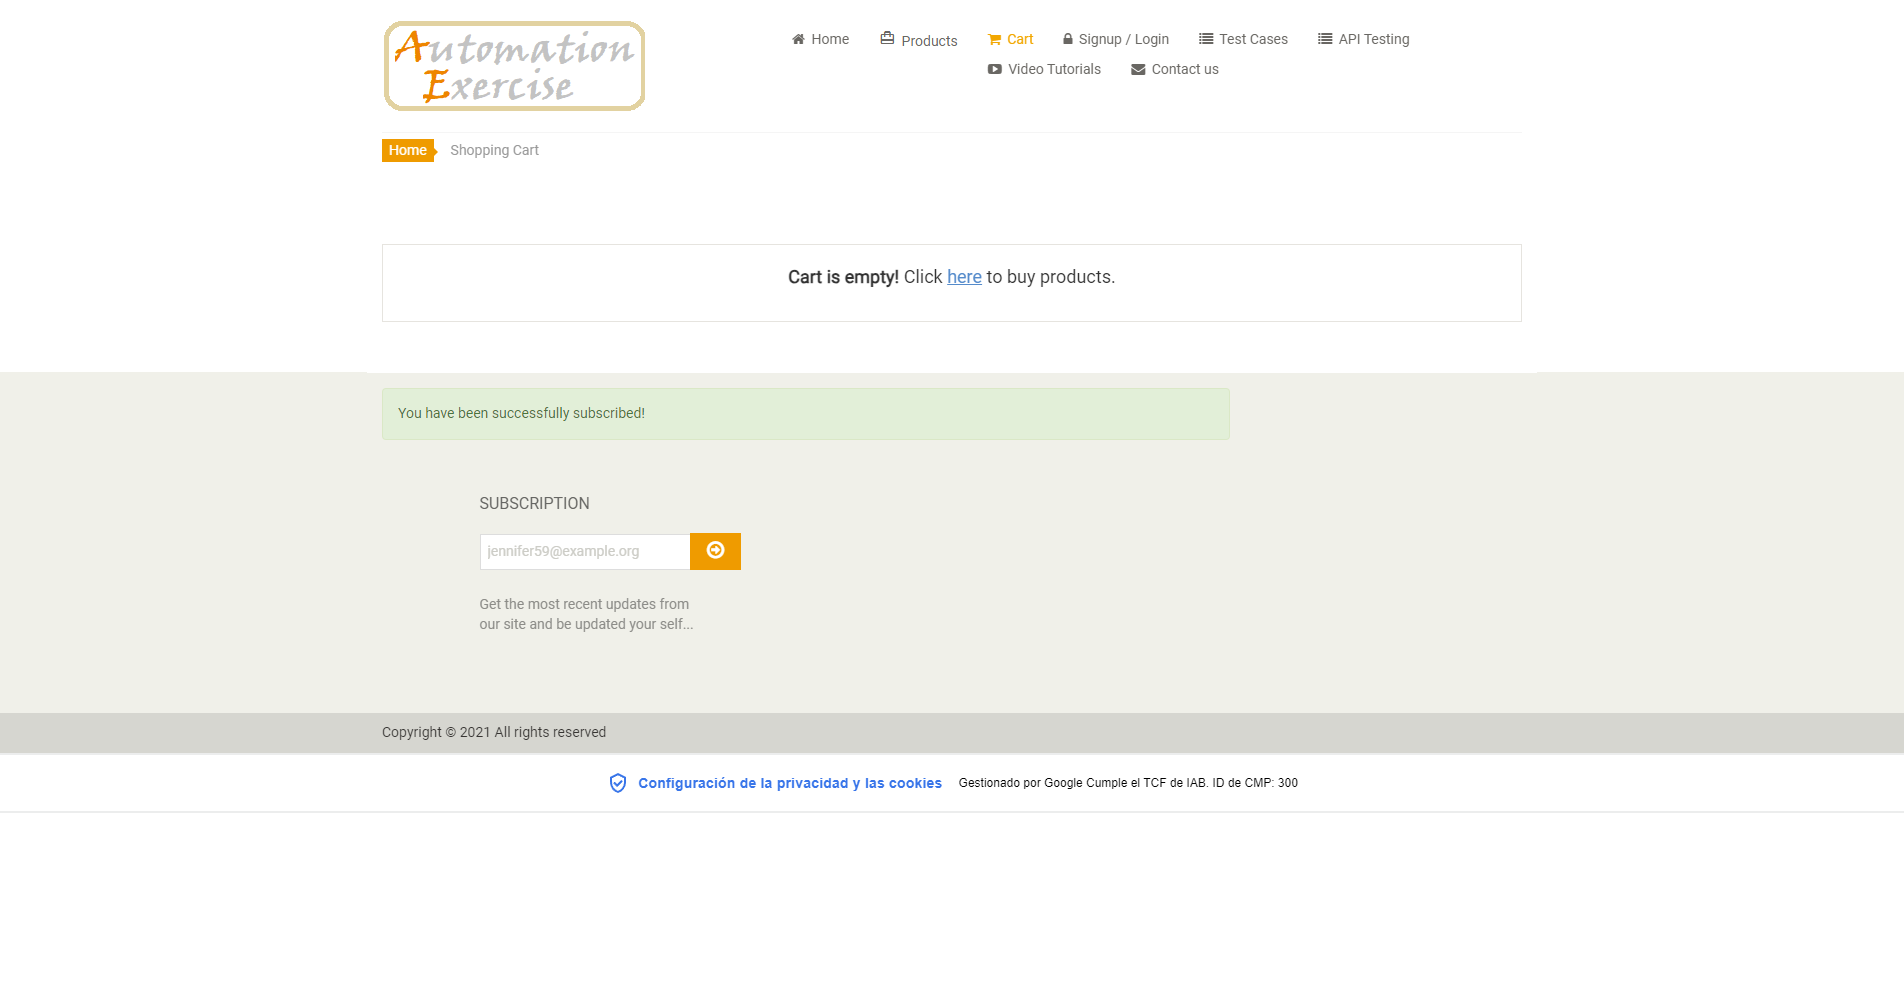 Automation
Exercise
Home
Products
Cart
Signup / Login
Test Cases
API Testing
Video Tutorials
Contact us
Home
Shopping Cart
Cart is empty! Click here to buy products.
You have been successfully subscribed!
SUBSCRIPTION
jennifer59@example.org
Get the most recent updates from
our site and be updated your self...
Copyright © 2021 All rights reserved
Configuración de la privacidad y las cookies
Gestionado por Google Cumple el TCF de IAB. ID de CMP: 300